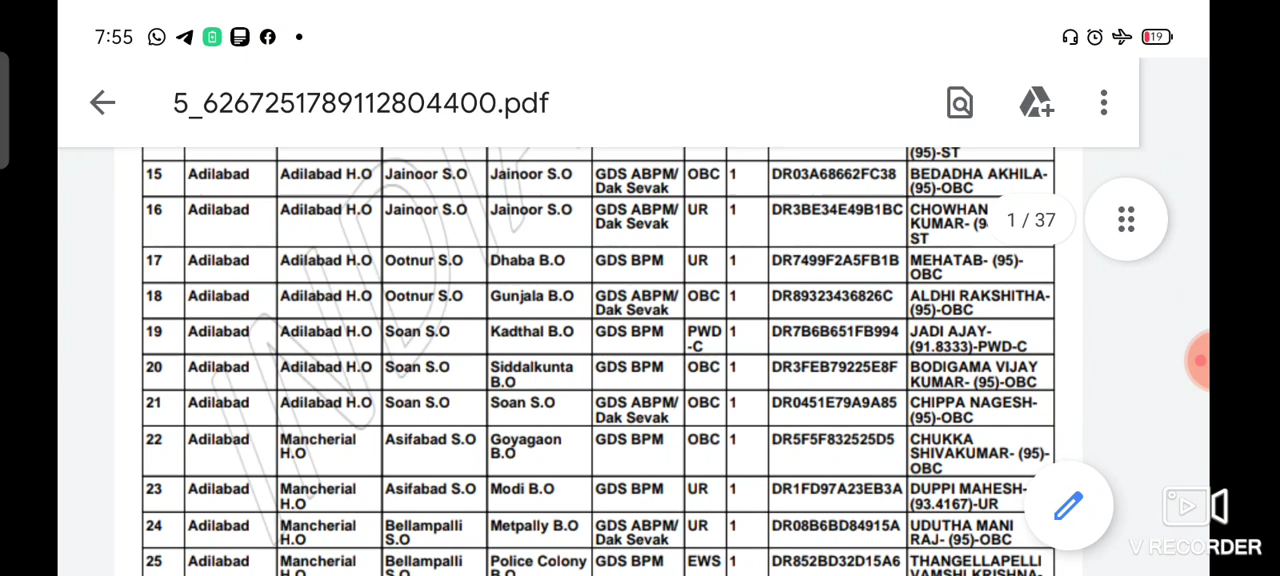 7:55
19
5_6267251789112804400.pdf
(95)-ST
15 Adilabad Adilabad H.O Jainoor S.O Jainoor S.O GDS ABPM/ OBC 1 DR03A68662FC38 BEDADHA AKHILA-
Dak Sevak (95)-OBC
16 Adilabad Adilabad H.O Jainoor S.O Jainoor S.O GDS ABPM/ UR 1 DR3BE34E49B1BC CHOWHAN
Dak Sevak KUMAR- (9
ST
1 / 37
17 Adilabad Adilabad H.O Ootnur S.O Dhaba B.O GDS BPM UR 1 DR7499F2A5FB1B MEHATAB- (95)-
OBC
18 Adilabad Adilabad H.O Ootnur S.O Gunjala B.O GDS ABPM/ OBC 1 DR89323436826C ALDHI RAKSHITHA-
Dak Sevak (95)-OBC
19 Adilabad Adilabad H.O Soan S.O Kadthal B.O GDS BPM PWD 1 DR7B6B651FB994 JADI AJAY-
-C (91.8333)-PWD-C
20 Adilabad Adilabad H.O Soan S.O Siddalkunta GDS BPM OBC 1 DR3FEB79225E8F BODIGAMA VIJAY
B.O KUMAR- (95)-OBC
21 Adilabad Adilabad H.O Soan S.O Soan S.O GDS ABPM/ OBC 1 DR0451E79A9A85 CHIPPA NAGESH-
Dak Sevak (95)-OBC
22 Adilabad Mancherial Asifabad S.O Goyagaon GDS BPM OBC 1 DR5F5F832525D5 CHUKKA
H.O B.O SHIVAKUMAR- (95)-
OBC
23 Adilabad Mancherial Asifabad S.O Modi B.O GDS BPM UR 1 DR1FD97A23EB3A DUPPI MAHESH-
H.O (93.4167)-UR
24 Adilabad Mancherial Bellampalli Metpally B.O GDS ABPM/ UR 1 DR08B6BD84915A UDUTHA MANI
H.O S.O Dak Sevak RAJ- (95)-OBC
25 Adilabad Mancherial Bellampalli Police Colony GDS BPM EWS 1 DR852BD32D15A6 THANGELLAPELLI
H.O S.O B.O VAMSHI KRISHNA-
INDIA
V RECORDER